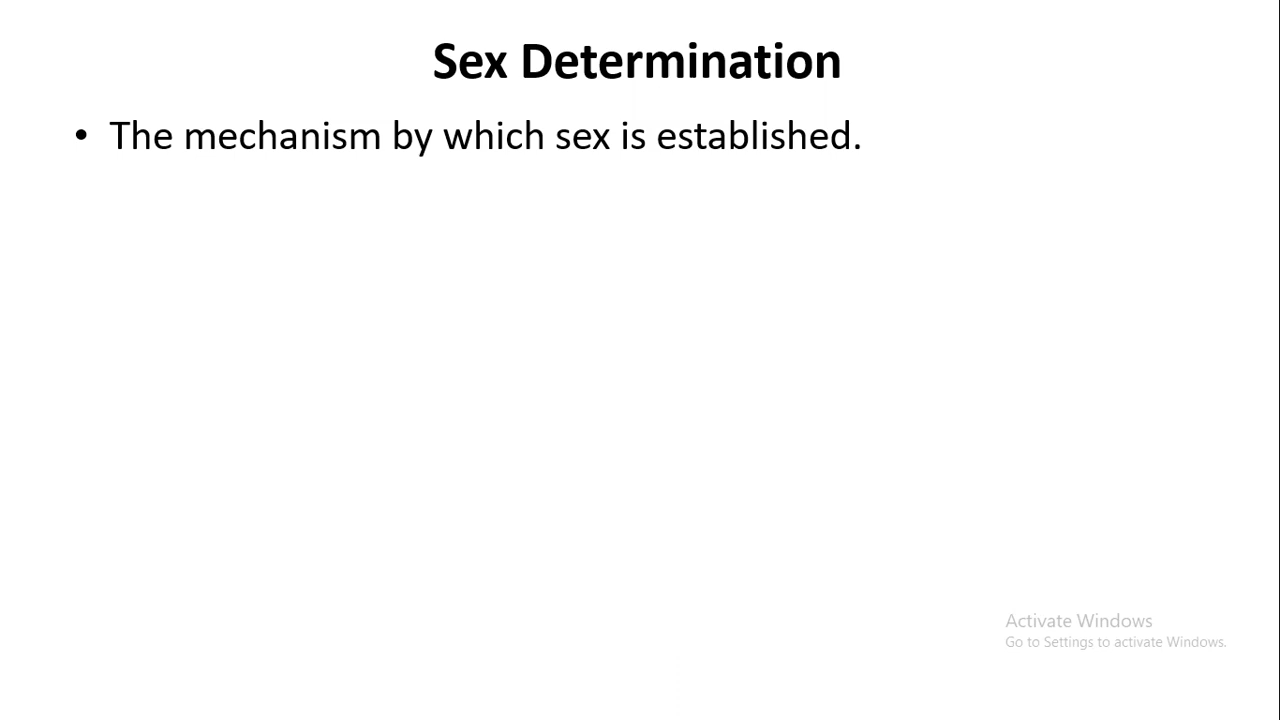 Sex Determination
• The mechanism by which sex is established.
Activate Windows
Go to Settings to activate Windows.